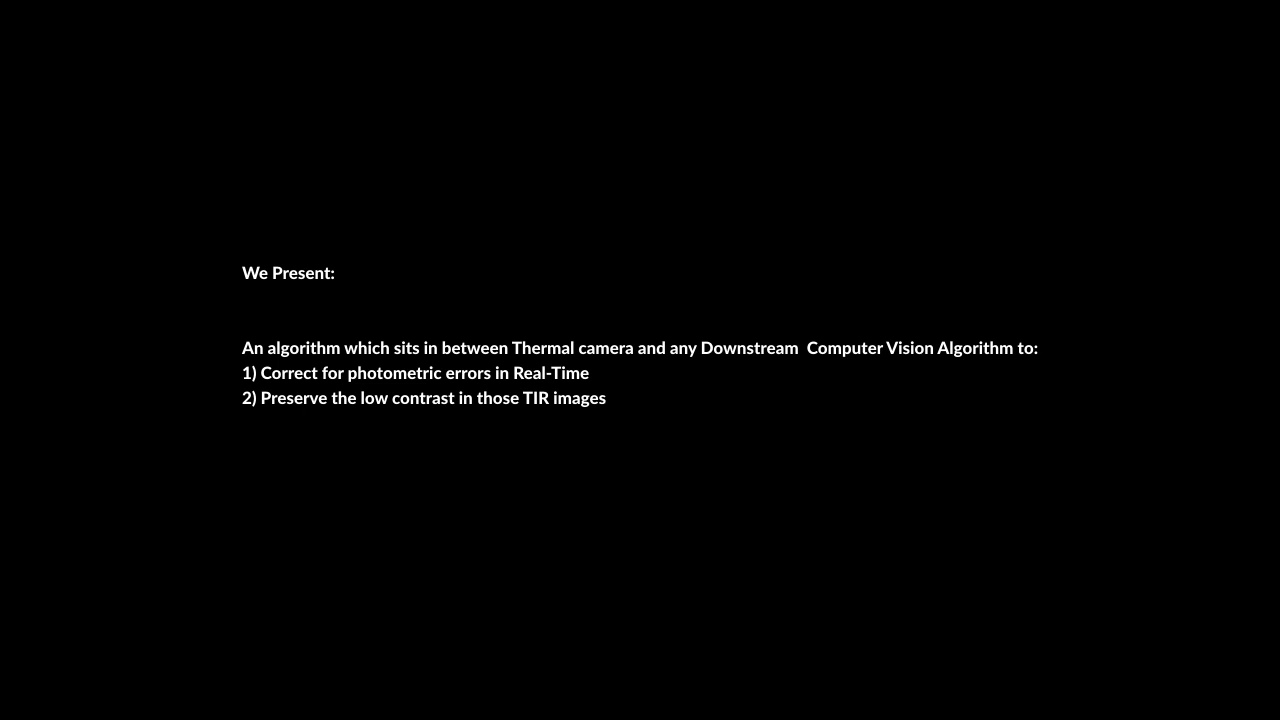 We Present:
An algorithm which sits in between Thermal camera and any Downstream  Computer Vision Algorithm to:
1) Correct for photometric errors in Real-Time
2) Preserve the low contrast in those TIR images